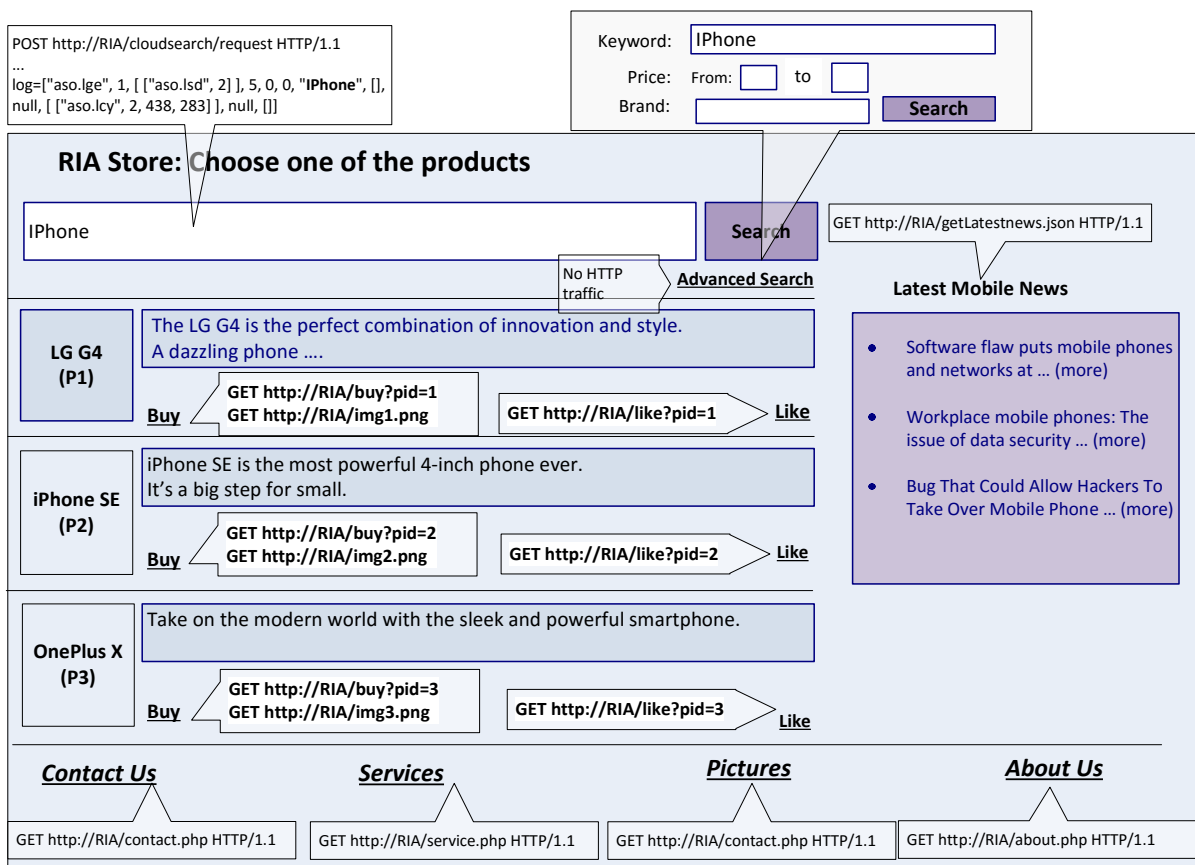 POST http://RIA/cloudsearch/request HTTP/1.1
...
log=["aso.lge", 1, [ ["aso.lsd", 2] ], 5, 0, 0, "IPhone", [],
null, [ ["aso.lcy", 2, 438, 283] ], null, []]
Keyword: IPhone
Price: From: to
Brand: Search
RIA Store: Choose one of the products
IPhone
Search
GET http://RIA/getLatestnews.json HTTP/1.1
No HTTP
traffic
Advanced Search
Latest Mobile News
LG G4
(P1)
The LG G4 is the perfect combination of innovation and style.
A dazzling phone ….
Buy
GET http://RIA/buy?pid=1
GET http://RIA/img1.png
GET http://RIA/like?pid=1
Like
iPhone SE
(P2)
iPhone SE is the most powerful 4-inch phone ever.
It's a big step for small.
Buy
GET http://RIA/buy?pid=2
GET http://RIA/img2.png
GET http://RIA/like?pid=2
Like
OnePlus X
(P3)
Take on the modern world with the sleek and powerful smartphone.
Buy
GET http://RIA/buy?pid=3
GET http://RIA/img3.png
GET http://RIA/like?pid=3
Like
• Software flaw puts mobile phones
and networks at … (more)
• Workplace mobile phones: The
issue of data security … (more)
• Bug That Could Allow Hackers To
Take Over Mobile Phone … (more)
Contact Us
Services
Pictures
About Us
GET http://RIA/contact.php HTTP/1.1
GET http://RIA/service.php HTTP/1.1
GET http://RIA/contact.php HTTP/1.1
GET http://RIA/about.php HTTP/1.1